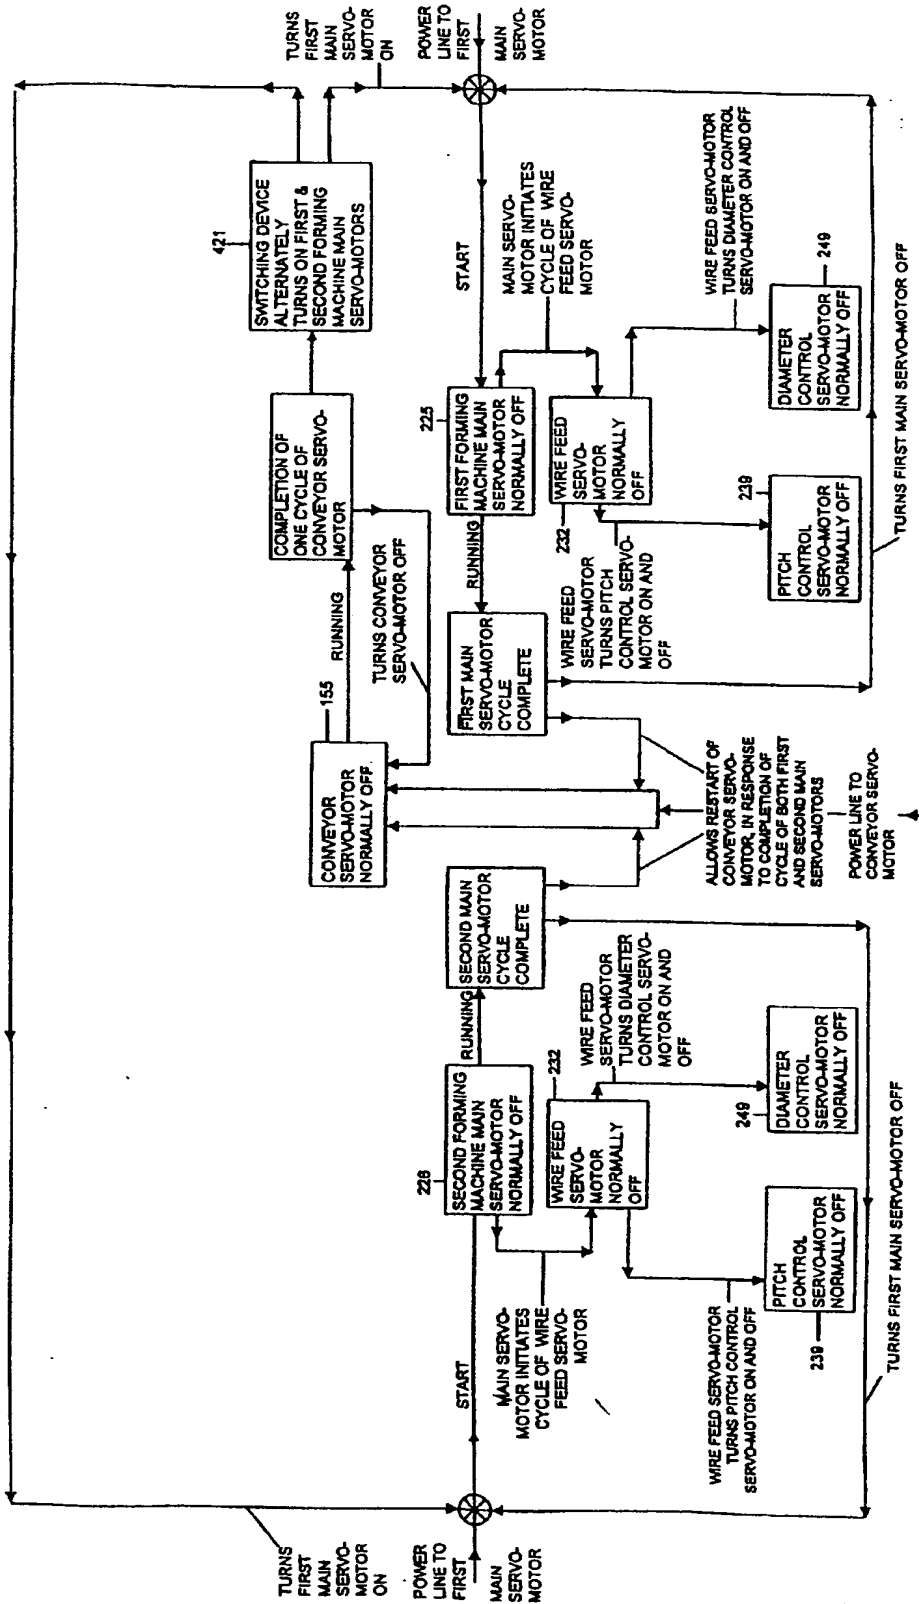 TURNS
FIRST
MAIN
SERVO-
MOTOR
ON
POWER
LINE TO
FIRST
MAIN
SERVO-
MOTOR
START
226
SECOND FORMING
MACHINE MAIN
SERVO-MOTOR
NORMALLY OFF
RUNNING
SECOND MAIN
SERVO-MOTOR
CYCLE
COMPLETE
MAIN SERVO-
MOTOR INITIATES
CYCLE OF WIRE
FEED SERVO-
MOTOR
232
WIRE FEED
SERVO-
MOTOR
NORMALLY
OFF
WIRE FEED
SERVO-MOTOR
TURNS DIAMETER
CONTROL SERVO-
MOTOR ON AND
OFF
WIRE FEED SERVO-MOTOR
TURNS PITCH CONTROL
SERVO-MOTOR ON AND OFF
PITCH
CONTROL
SERVO-MOTOR
NORMALLY OFF
239
249
DIAMETER
CONTROL
SERVO-MOTOR
NORMALLY OFF
TURNS FIRST MAIN SERVO-MOTOR OFF
155
CONVEYOR
SERVO-MOTOR
NORMALLY OFF.
RUNNING
TURNS CONVEYOR
SERVO-MOTOR OFF
COMPLETION OF
ONE CYCLE OF
CONVEYOR SERVO-
MOTOR
421
SWITCHING DEVICE
ALTERNATELY
TURNS ON FIRST &
SECOND FORMING
MACHINE MAIN
SERVO-MOTORS
TURNS
FIRST
MAIN
SERVO-
MOTOR
ON
POWER
LINE TO
FIRST
MAIN
SERVO-
MOTOR
START
225
FIRST FORMING
MACHINE MAIN
SERVO-MOTOR
NORMALLY OFF
RUNNING
FIRST MAIN
SERVO-MOTOR
CYCLE
COMPLETE
MAIN SERVO-
MOTOR INITIATES
CYCLE OF WIRE
FEED SERVO-
MOTOR
232
WIRE FEED
SERVO-
MOTOR
NORMALLY
OFF
WIRE FEED
SERVO-MOTOR
TURNS PITCH
CONTROL SERVO-
MOTOR ON AND
OFF
WIRE FEED SERVO-MOTOR
TURNS DIAMETER CONTROL
SERVO-MOTOR ON AND OFF
239
PITCH
CONTROL
SERVO-MOTOR
NORMALLY OFF
249
DIAMETER
CONTROL
SERVO-MOTOR
NORMALLY OFF
TURNS FIRST MAIN SERVO-MOTOR OFF
ALLOWS RESTART OF
CONVEYOR SERVO-
MOTOR, IN RESPONSE
TO COMPLETION OF
CYCLE OF BOTH FIRST
AND SECOND MAIN
SERVO-MOTORS
POWER LINE TO
CONVEYOR SERVO-
MOTOR